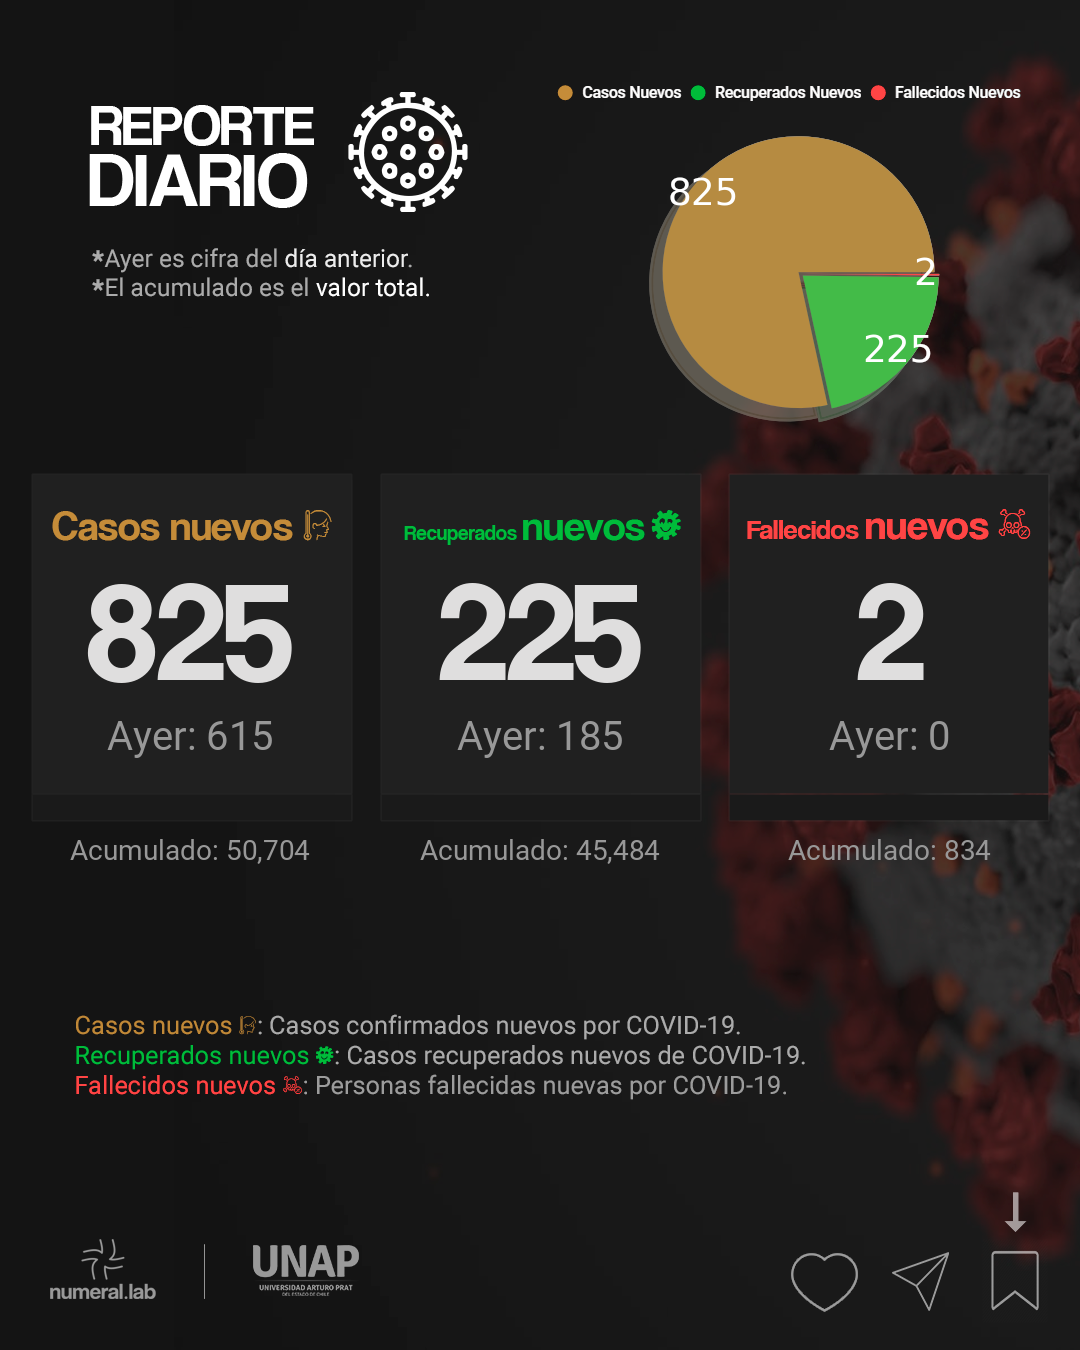 REPORTE
DIARIO
*Ayer es cifra del día anterior.
*El acumulado es el valor total.
Casos Nuevos Recuperados Nuevos Fallecidos Nuevos
825
2
225
Casos nuevos
825
Ayer: 615
Acumulado: 50,704
Recuperados nuevos
225
Ayer: 185
Acumulado: 45,484
Fallecidos nuevos
2
Ayer: 0
Acumulado: 834
Casos nuevos : Casos confirmados nuevos por COVID-19.
Recuperados nuevos : Casos recuperados nuevos de COVID-19.
Fallecidos nuevos : Personas fallecidas nuevas por COVID-19.
numeral.lab
UNAP
UNIVERSIDAD ARTURO PRAT
DEL ESTADO DE CHILE